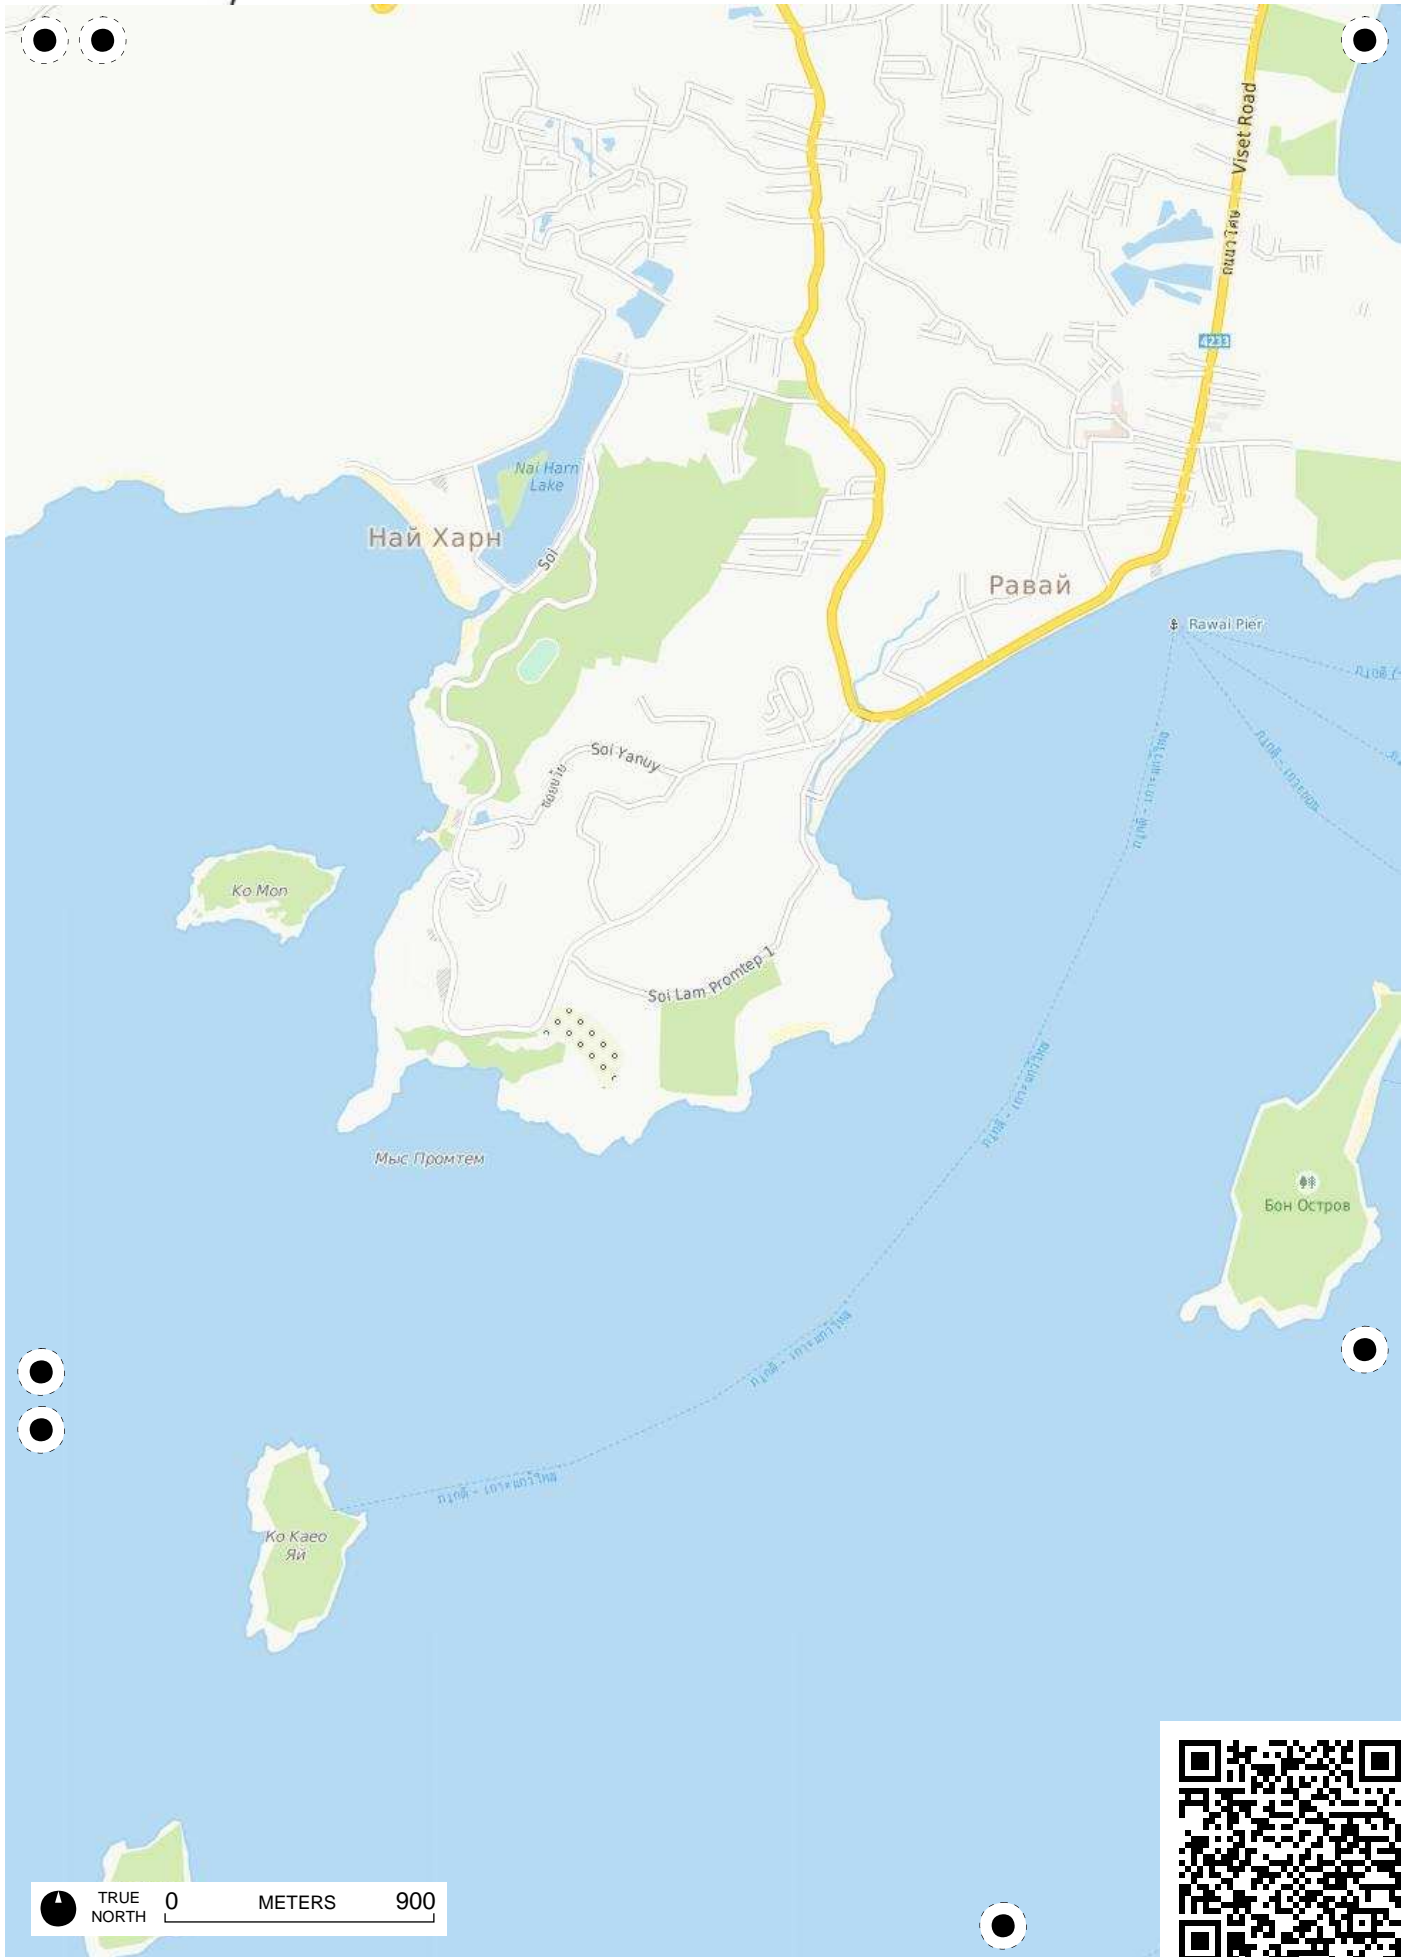 Viset Road
4233
Nai Harn
Lake
Най Харн
Soi
Равай
Rawai Pier
Soi Yanuy
Ko Mon
Soi Lam Promtep 1
Мыс Промтем
Бон Остров
Ko Kaeo
Яй
TRUE
NORTH
0 METERS 900